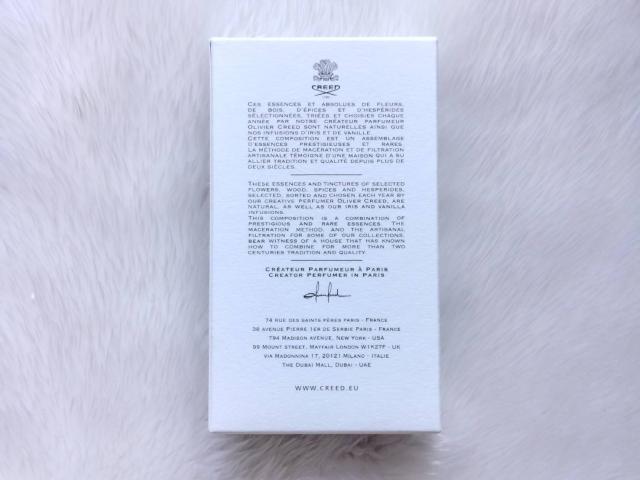 CREED
CES ESSENCES ET ABSOLUES DE FLEURS,
DE BOIS, D'ÉPICES ET D'HESPÉRIDES
SÉLECTIONNÉES, TRIÉES ET CHOISIES CHAQUE
ANNÉE PAR NOTRE CRÉATEUR PARFUMEUR
OLIVIER CREED SONT NATURELLES AINSI QUE
NOS INFUSIONS D'IRIS ET DE VANILLE.
CETTE COMPOSITION EST UN ASSEMBLAGE
D'ESSENCES PRESTIGIEUSES ET RARES.
LA MÉTHODE DE MACÉRATION ET DE FILTRATION
ARTISANALE TÉMOIGNE D'UNE MAISON QUI A SU
ALLIER TRADITION ET QUALITÉ DEPUIS PLUS DE
DEUX SIÈCLES.
THESE ESSENCES AND TINCTURES OF SELECTED
FLOWERS, WOOD, SPICES AND HESPERIDES,
SELECTED, SORTED AND CHOSEN EACH YEAR BY
OUR CREATIVE PERFUMER OLIVER CREED, ARE
NATURAL, AS WELL AS OUR IRIS AND VANILLA
INFUSIONS.
THIS COMPOSITION IS A COMBINATION OF
PRESTIGIOUS AND RARE ESSENCES. THE
MACERATION METHOD, AND THE ARTISANAL
FILTRATION FOR SOME OF OUR COLLECTIONS,
BEAR WITNESS OF A HOUSE THAT HAS KNOWN
HOW TO COMBINE FOR MORE THAN TWO
CENTURIES TRADITION AND QUALITY.
CRÉATEUR PARFUMEUR À PARIS
CREATOR PERFUMER IN PARIS
74 RUE DES SAINTS PÈRES PARIS - FRANCE
38 AVENUE PIERRE 1ER DE SERBIE PARIS - FRANCE
794 MADISON AVENUE, NEW YORK - USA
99 MOUNT STREET, MAYFAIR LONDON W1K2TF - UK
VIA MADONNINA 17, 20121 MILANO - ITALIE
THE DUBAI MALL, DUBAI - UAE
WWW.CREED.EU